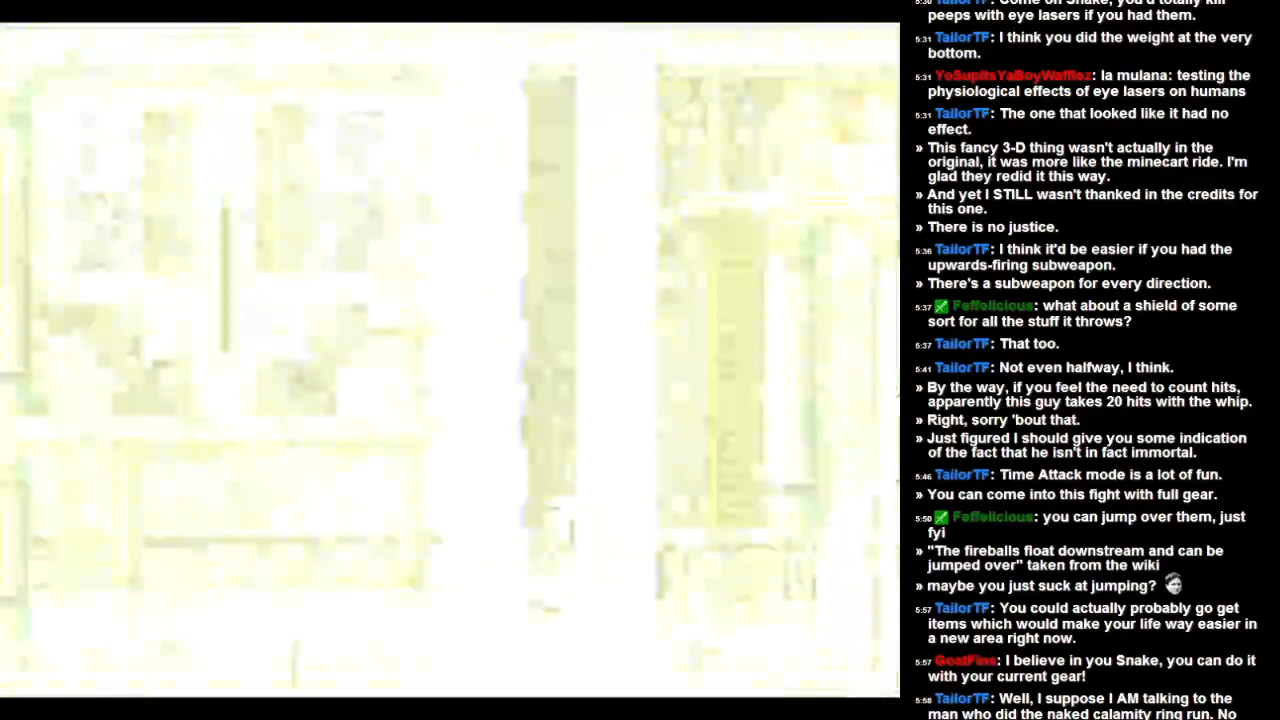 TailorTF: Come on Snake, you'd totally kill
peeps with eye lasers if you had them.
5:31 TailorTF: I think you did the weight at the very
bottom.
5:31 YoSupItsYaBoyWafflez: la mulana: testing the
physiological effects of eye lasers on humans
5:31 TailorTF: The one that looked like it had no
effect.
» This fancy 3-D thing wasn't actually in the
original, it was more like the minecart ride. I'm
glad they redid it this way.
» And yet I STILL wasn't thanked in the credits for
this one.
» There is no justice.
5:36 TailorTF: I think it'd be easier if you had the
upwards-firing subweapon.
» There's a subweapon for every direction.
5:37 Feffelicious: what about a shield of some
sort for all the stuff it throws?
5:37 TailorTF: That too.
5:41 TailorTF: Not even halfway, I think.
» By the way, if you feel the need to count hits,
apparently this guy takes 20 hits with the whip.
» Right, sorry 'bout that.
» Just figured I should give you some indication
of the fact that he isn't in fact immortal.
5:46 TailorTF: Time Attack mode is a lot of fun.
» You can come into this fight with full gear.
5:50 Feffelicious: you can jump over them, just
fyi
» "The fireballs float downstream and can be
jumped over" taken from the wiki
» maybe you just suck at jumping?
5:57 TailorTF: You could actually probably go get
items which would make your life way easier in
a new area right now.
5:57 GoatFins: I believe in you Snake, you can do it
with your current gear!
5:58 TailorTF: Well, I suppose I AM talking to the
man who did the naked calamity ring run. No